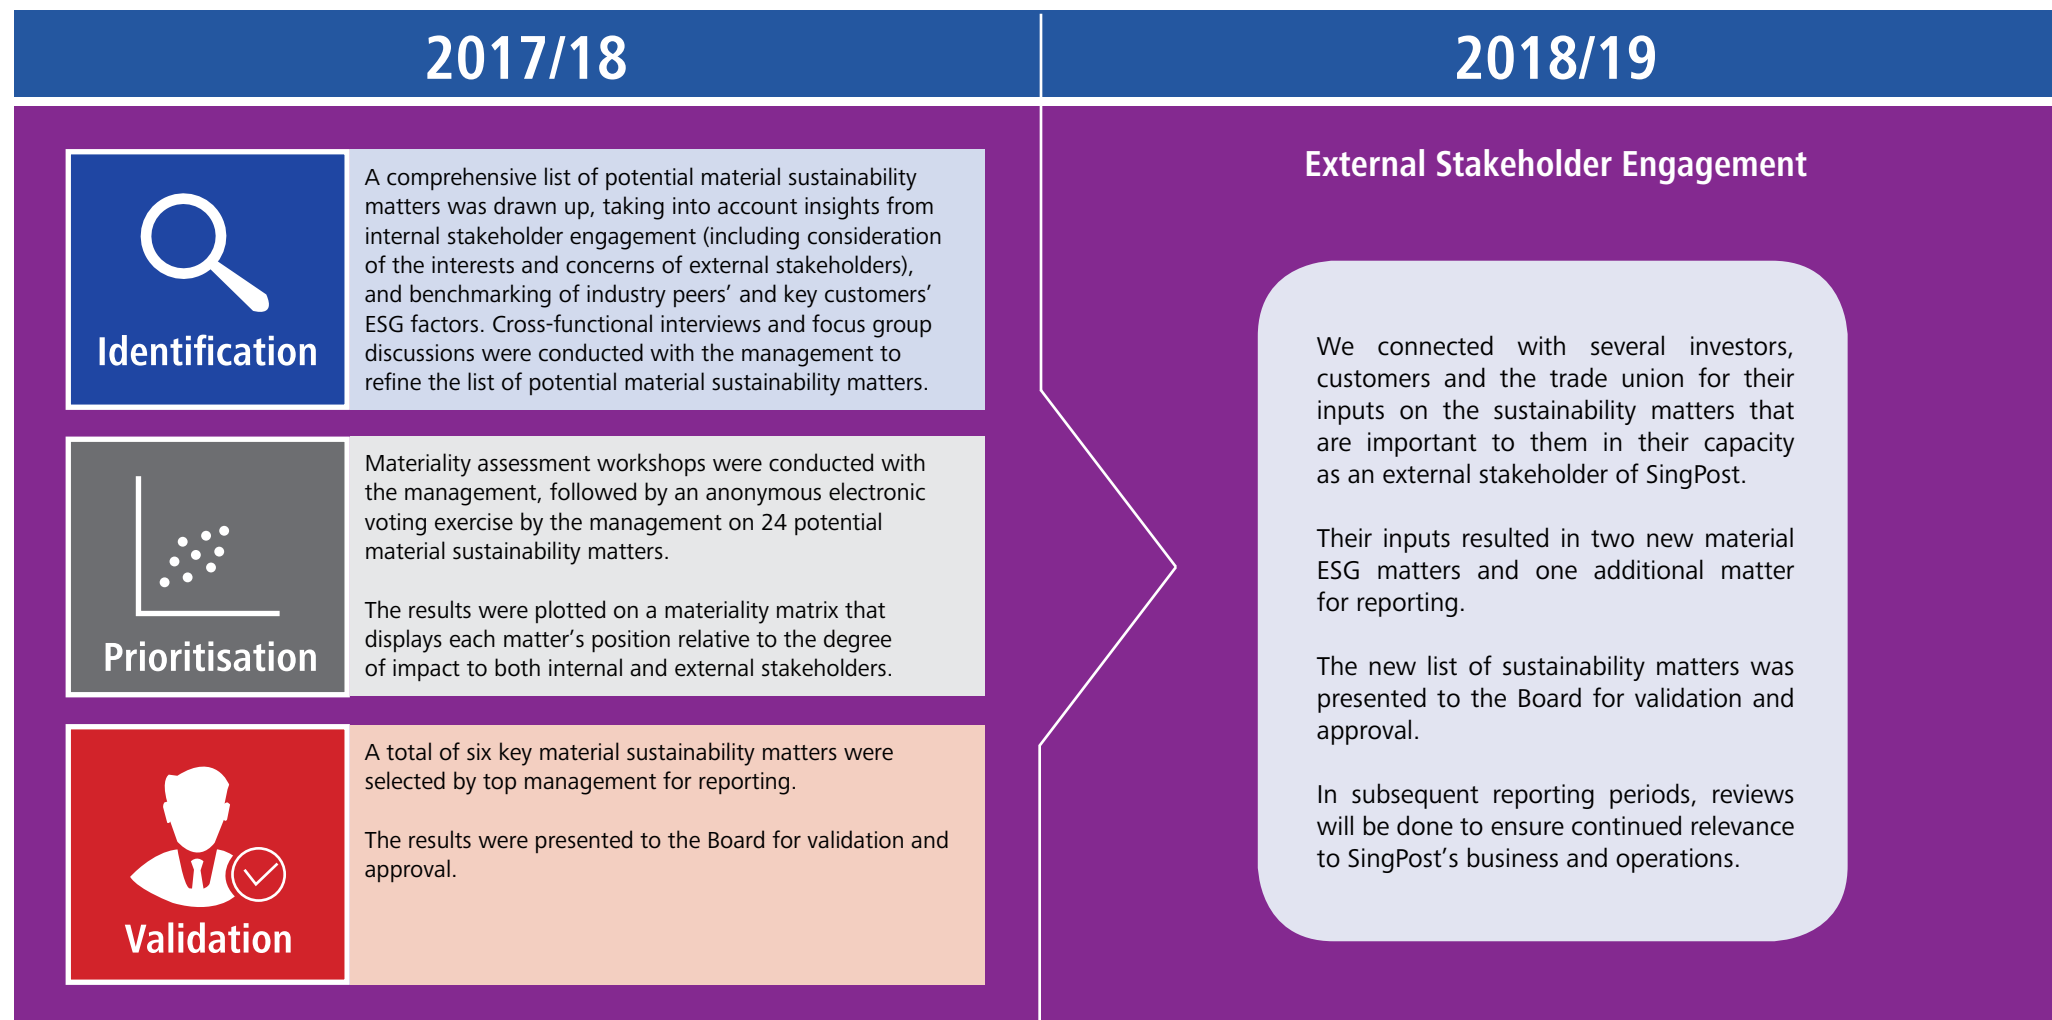 2017/18
2018/19
Identification
A comprehensive list of potential material sustainability
matters was drawn up, taking into account insights from
internal stakeholder engagement (including consideration
of the interests and concerns of external stakeholders),
and benchmarking of industry peers’ and key customers’
ESG factors. Cross-functional interviews and focus group
discussions were conducted with the management to
refine the list of potential material sustainability matters.
Prioritisation
Materiality assessment workshops were conducted with
the management, followed by an anonymous electronic
voting exercise by the management on 24 potential
material sustainability matters.
The results were plotted on a materiality matrix that
displays each matter’s position relative to the degree
of impact to both internal and external stakeholders.
Validation
A total of six key material sustainability matters were
selected by top management for reporting.
The results were presented to the Board for validation and
approval.
External Stakeholder Engagement
We connected with several investors,
customers and the trade union for their
inputs on the sustainability matters that
are important to them in their capacity
as an external stakeholder of SingPost.
Their inputs resulted in two new material
ESG matters and one additional matter
for reporting.
The new list of sustainability matters was
presented to the Board for validation and
approval.
In subsequent reporting periods, reviews
will be done to ensure continued relevance
to SingPost’s business and operations.